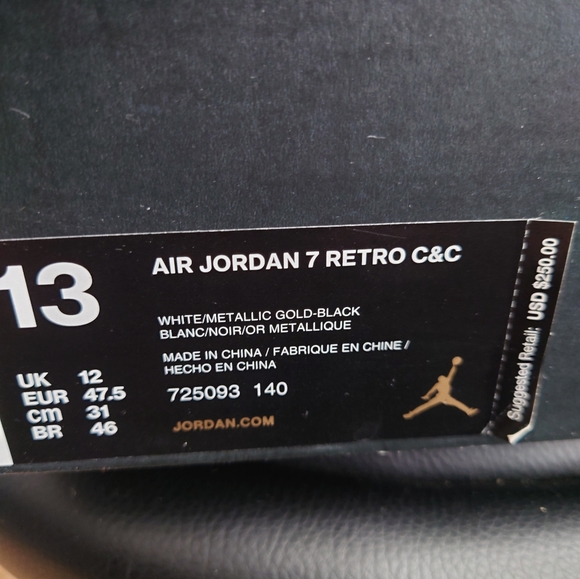 13
AIR JORDAN 7 RETRO C&C
WHITE/METALLIC GOLD-BLACK
BLANC/NOIR/OR METALLIQUE
MADE IN CHINA / FABRIQUE EN CHINE /
HECHO EN CHINA
725093 140
JORDAN.COM
UK 12
EUR 47.5
cm 31
BR 46
Suggested Retail: USD $250.00